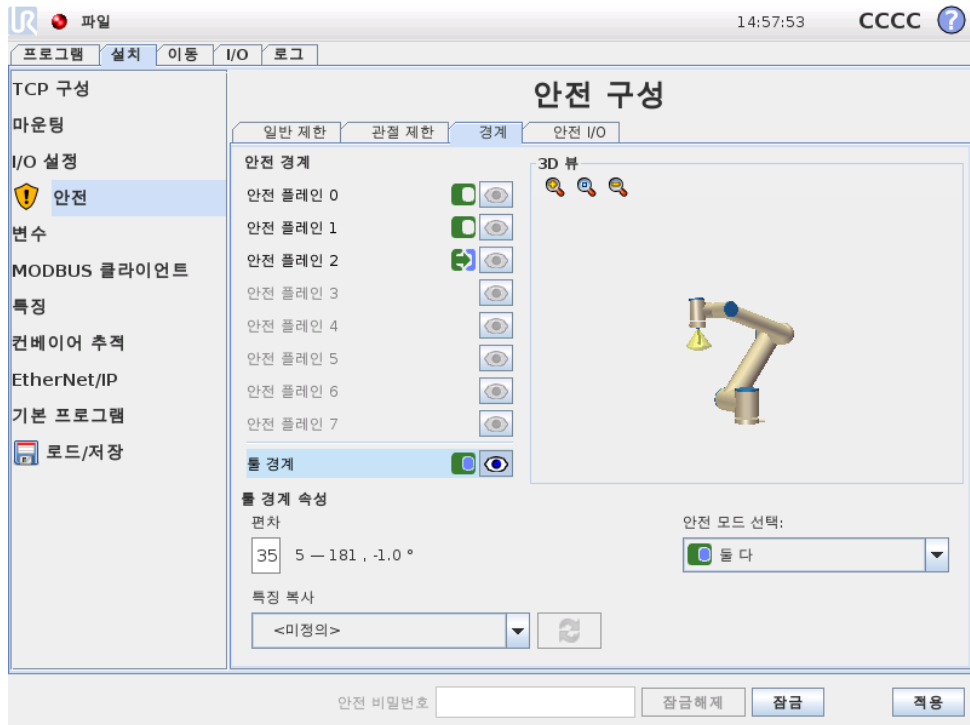 UR 파일 14:57:53 CCCC ?
프로그램 설치 이동 I/O 로그
TCP 구성
마운팅
I/O 설정
안전
변수
MODBUS 클라이언트
특징
컨베이어 추적
EtherNet/IP
기본 프로그램
로드/저장
안전 구성
일반 제한 관절 제한 경계 안전 I/O
안전 경계
안전 플레인 0
안전 플레인 1
안전 플레인 2
안전 플레인 3
안전 플레인 4
안전 플레인 5
안전 플레인 6
안전 플레인 7
툴 경계
3D 뷰
툴 경계 속성
편차
35 5 — 181 , -1.0 °
특징 복사
<미정의>
안전 모드 선택:
둘 다
안전 비밀번호 잠금해제 잠금 적용